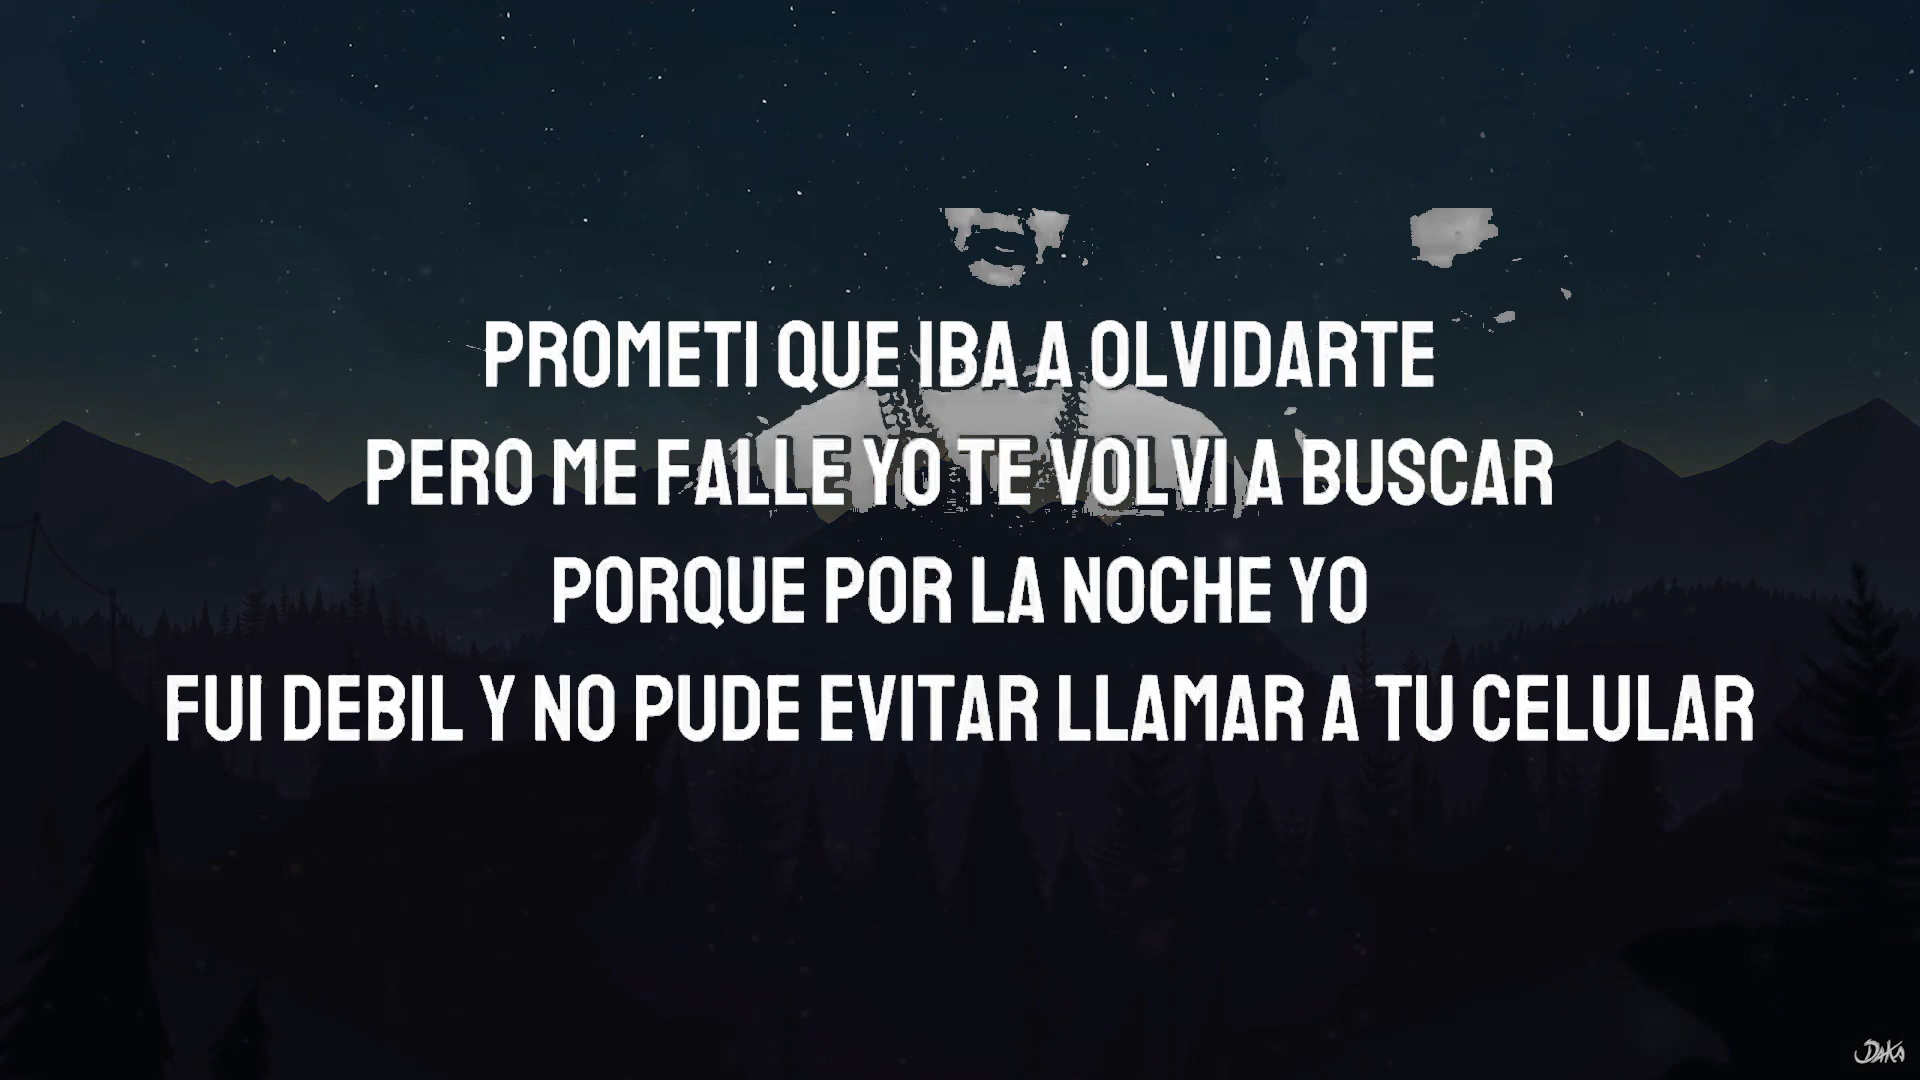 PROMETI QUE IBA A OLVIDARTE
PERO ME FALLE YO TE VOLVI A BUSCAR
PORQUE POR LA NOCHE YO
FUI DEBIL Y NO PUDE EVITAR LLAMAR A TU CELULAR
DAKA